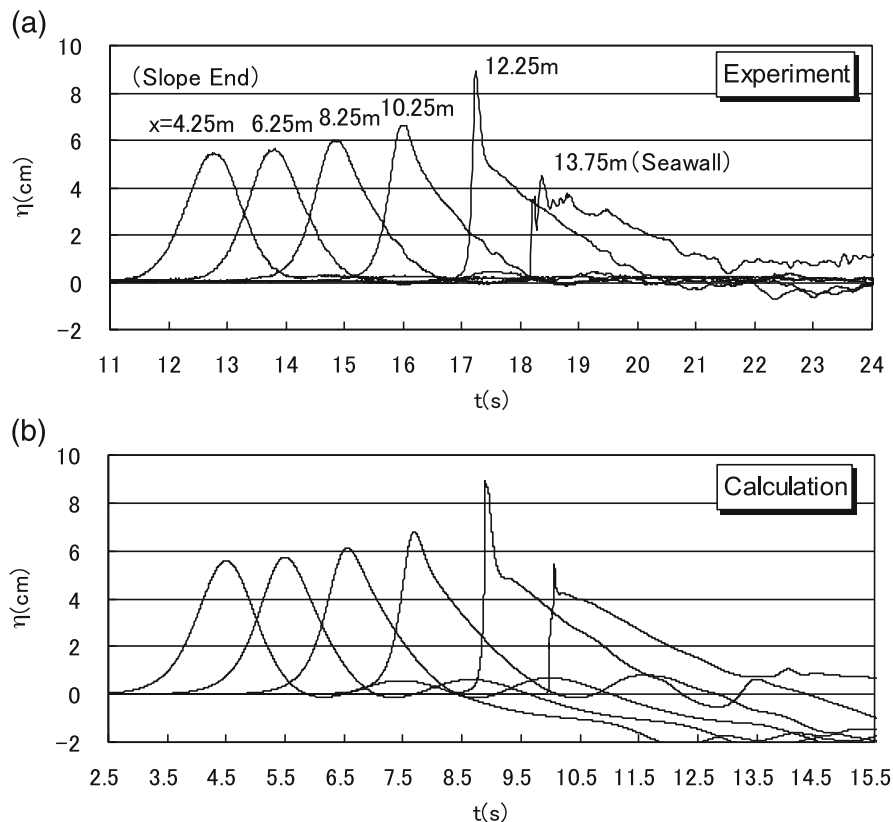 (a)
10
8
6
4
2
0
-2
η(cm)
(Slope End)
x=4.25m 6.25m 8.25m 10.25m 12.25m
13.75m (Seawall)
Experiment
11 12 13 14 15 16 17 18 19 20 21 22 23 24
t(s)
(b)
10
8
6
4
2
0
-2
η(cm)
Calculation
2.5 3.5 4.5 5.5 6.5 7.5 8.5 9.5 10.5 11.5 12.5 13.5 14.5 15.5
t(s)